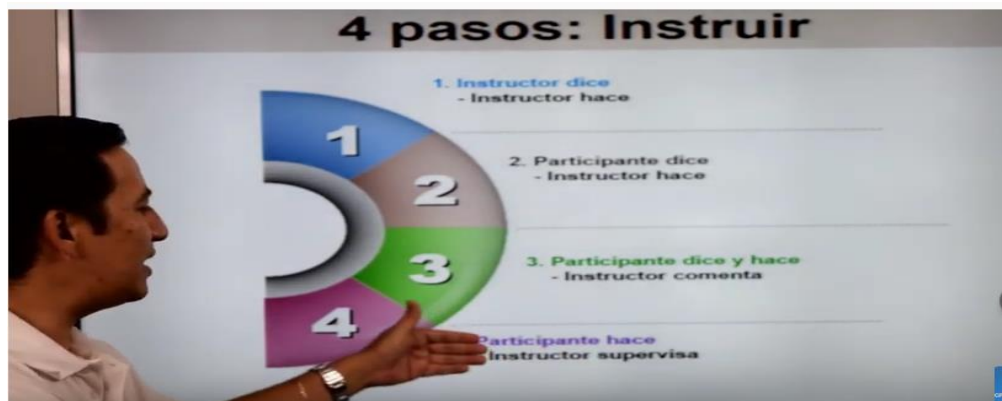 4 pasos: Instruir
1. Instructor dice
- Instructor hace
2. Participante dice
- Instructor hace
3. Participante dice y hace
- Instructor comenta
Participante hace
Instructor supervisa
1
2
3
4